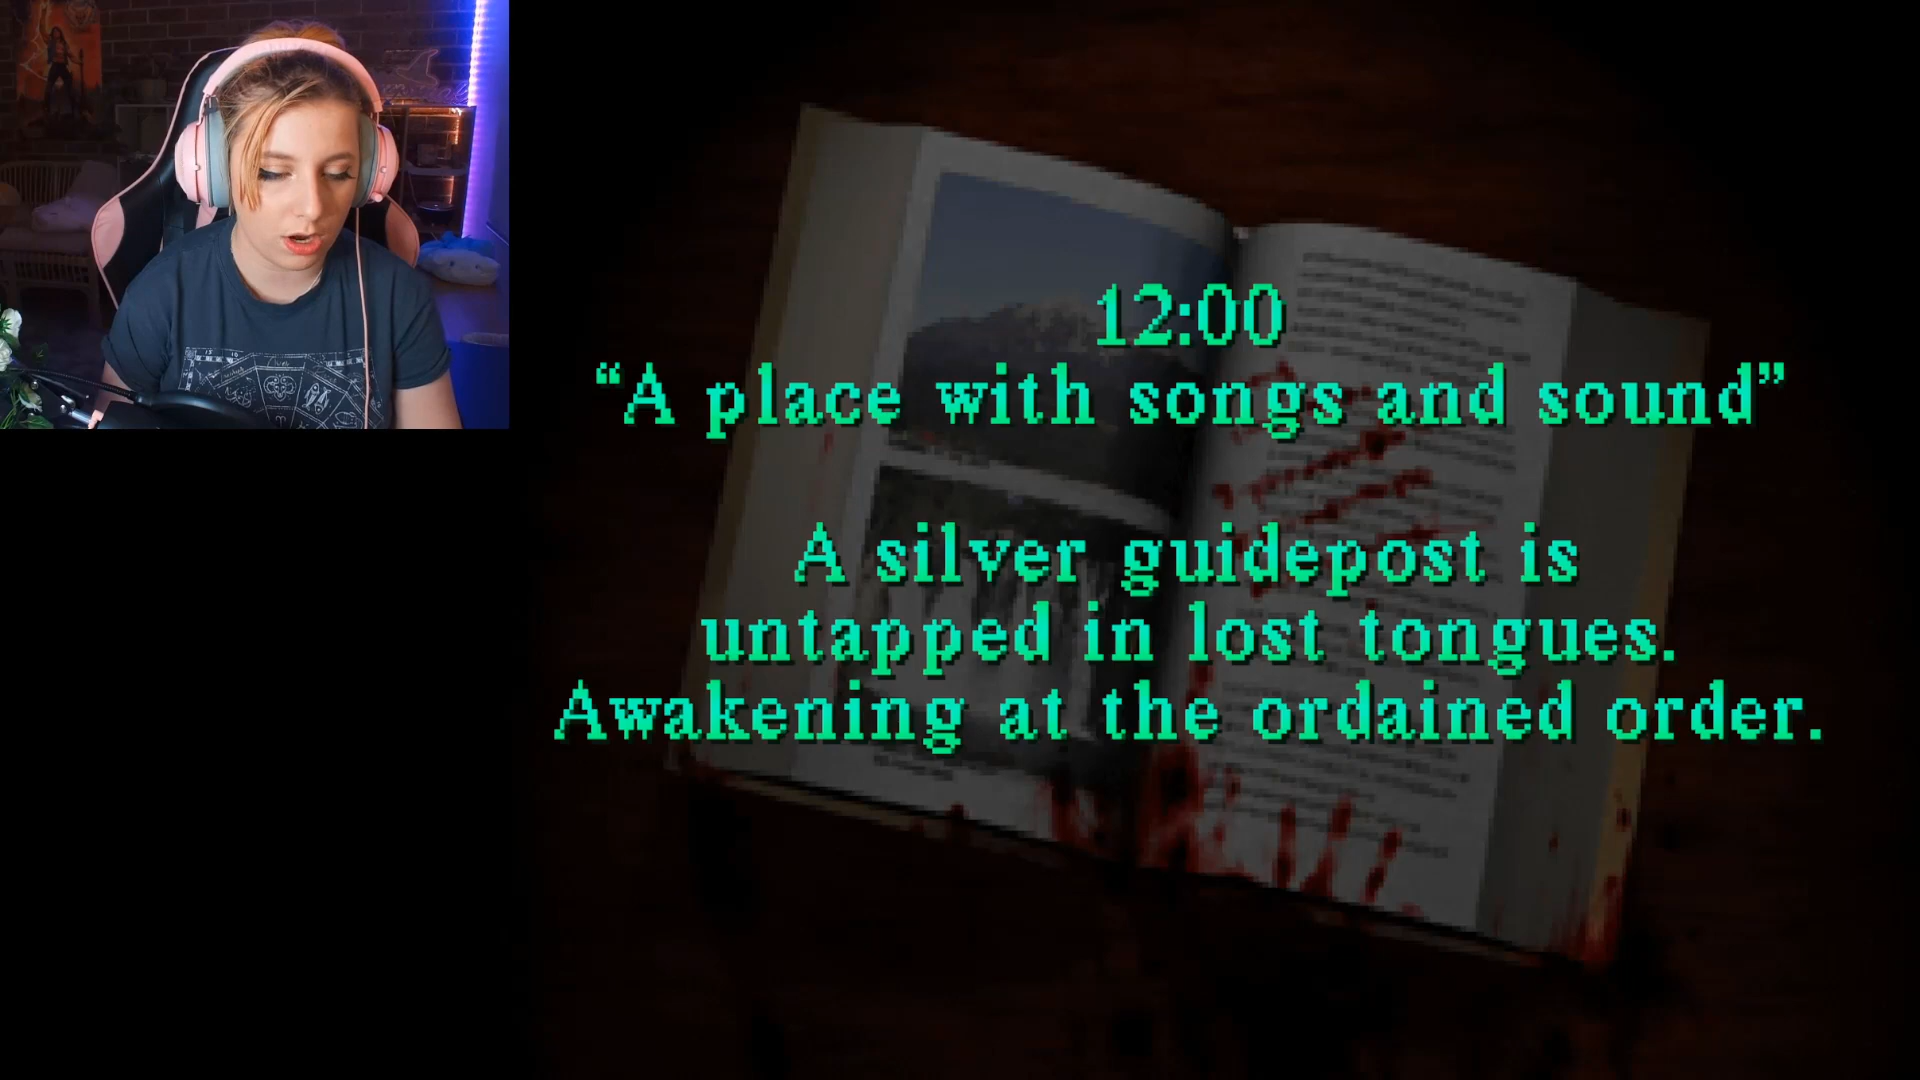 12:00
“A place with songs and sound”
A silver guidepost is
untapped in lost tongues.
Awakening at the ordained order.